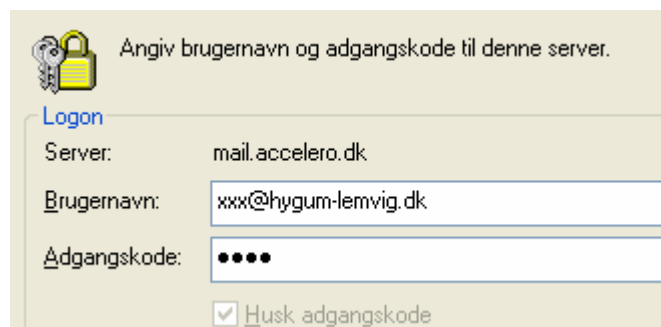 Angiv brugernavn og adgangskode til denne server.
Logon
Server: mail.accelero.dk
Brugernavn: xxx@hygum-lemvig.dk
Adgangskode: ●●●●
Husk adgangskode